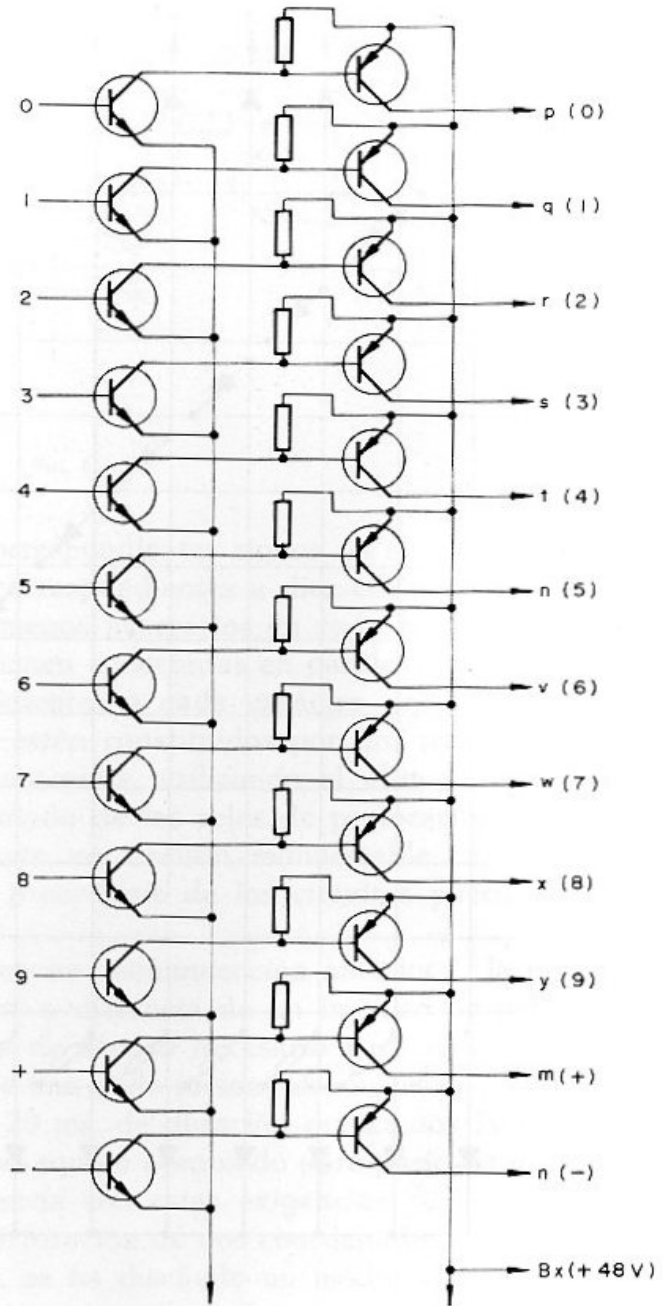 0
p (0)
1
q (1)
2
r (2)
3
s (3)
4
t (4)
5
n (5)
6
v (6)
7
w (7)
8
x (8)
9
y (9)
+
m (+)
-
n (-)
Bx (+ 48 V)